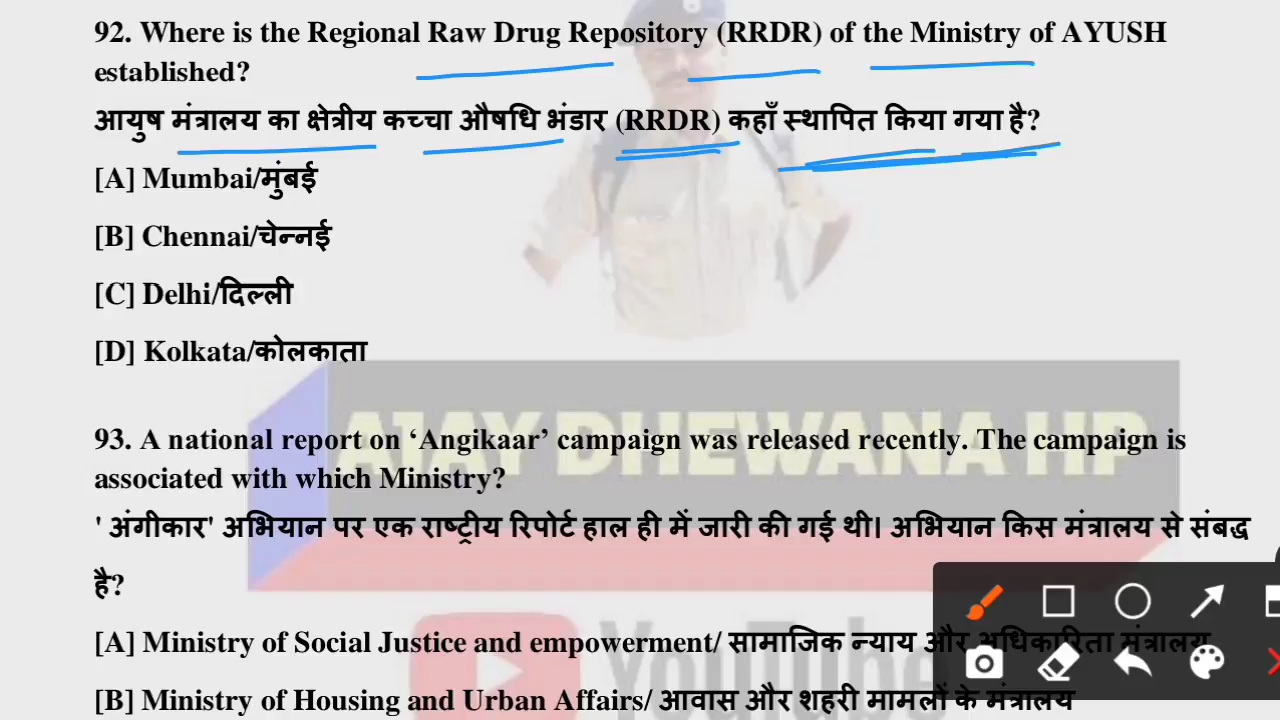 92. Where is the Regional Raw Drug Repository (RRDR) of the Ministry of AYUSH
established?
आयुष मंत्रालय का क्षेत्रीय कच्चा औषधि भंडार (RRDR) कहाँ स्थापित किया गया है?
[A] Mumbai/मुंबई
[B] Chennai/चेन्नई
[C] Delhi/दिल्ली
[D] Kolkata/कोलकाता
AJAY DHEWANA HP
93. A national report on ‘Angikaar’ campaign was released recently. The campaign is
associated with which Ministry?
' अंगीकार' अभियान पर एक राष्ट्रीय रिपोर्ट हाल ही में जारी की गई थी। अभियान किस मंत्रालय से संबद्ध
है?
[A] Ministry of Social Justice and empowerment/ सामाजिक न्याय और अधिकारिता मंत्रालय
[B] Ministry of Housing and Urban Affairs/ आवास और शहरी मामलों के मंत्रालय
YouTube